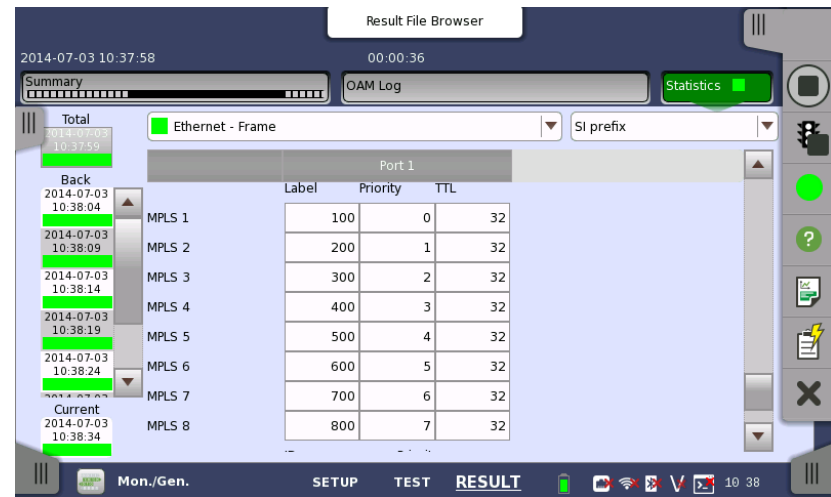 Result File Browser
2014-07-03 10:37:58 00:00:36
Summary OAM Log Statistics
Total
2014-07-03
10:37:59
Ethernet - Frame SI prefix
Port 1
Back
2014-07-03
10:38:04
2014-07-03
10:38:09
2014-07-03
10:38:14
2014-07-03
10:38:19
2014-07-03
10:38:24
Current
2014-07-03
10:38:34
Label Priority TTL
MPLS 1 100 0 32
MPLS 2 200 1 32
MPLS 3 300 2 32
MPLS 4 400 3 32
MPLS 5 500 4 32
MPLS 6 600 5 32
MPLS 7 700 6 32
MPLS 8 800 7 32
Mon./Gen. SETUP TEST RESULT 10 38